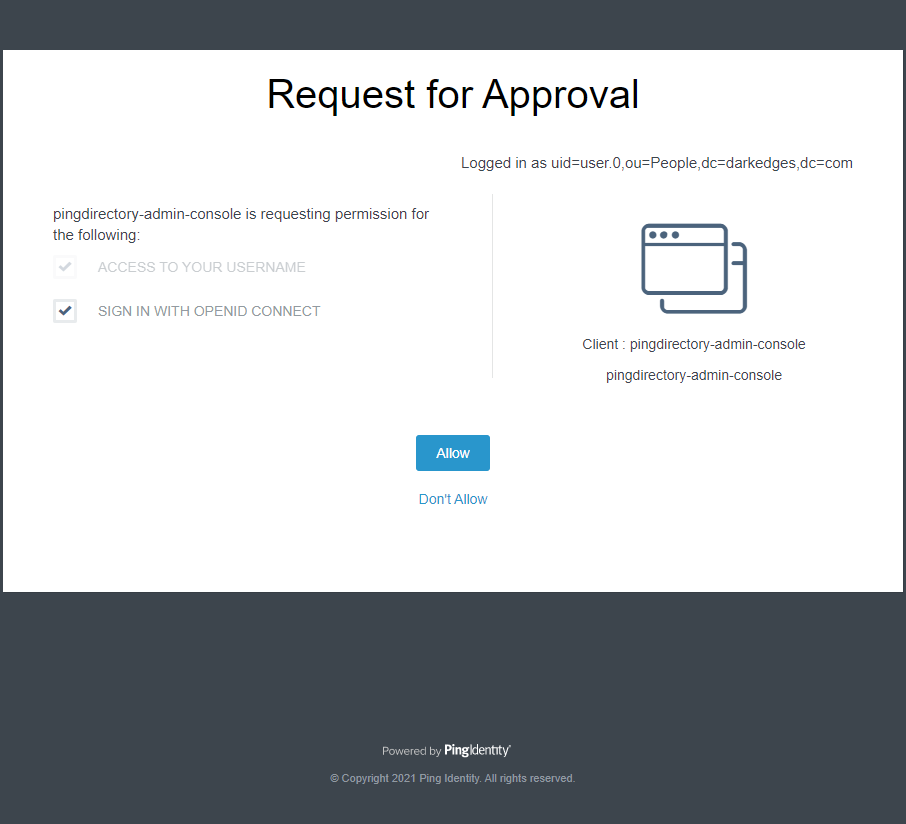 Request for Approval
Logged in as uid=user.0,ou=People,dc=darkedges,dc=com
pingdirectory-admin-console is requesting permission for
the following:
ACCESS TO YOUR USERNAME
SIGN IN WITH OPENID CONNECT
Client : pingdirectory-admin-console
pingdirectory-admin-console
Allow
Don't Allow
Powered by PingIdentity®
© Copyright 2021 Ping Identity. All rights reserved.